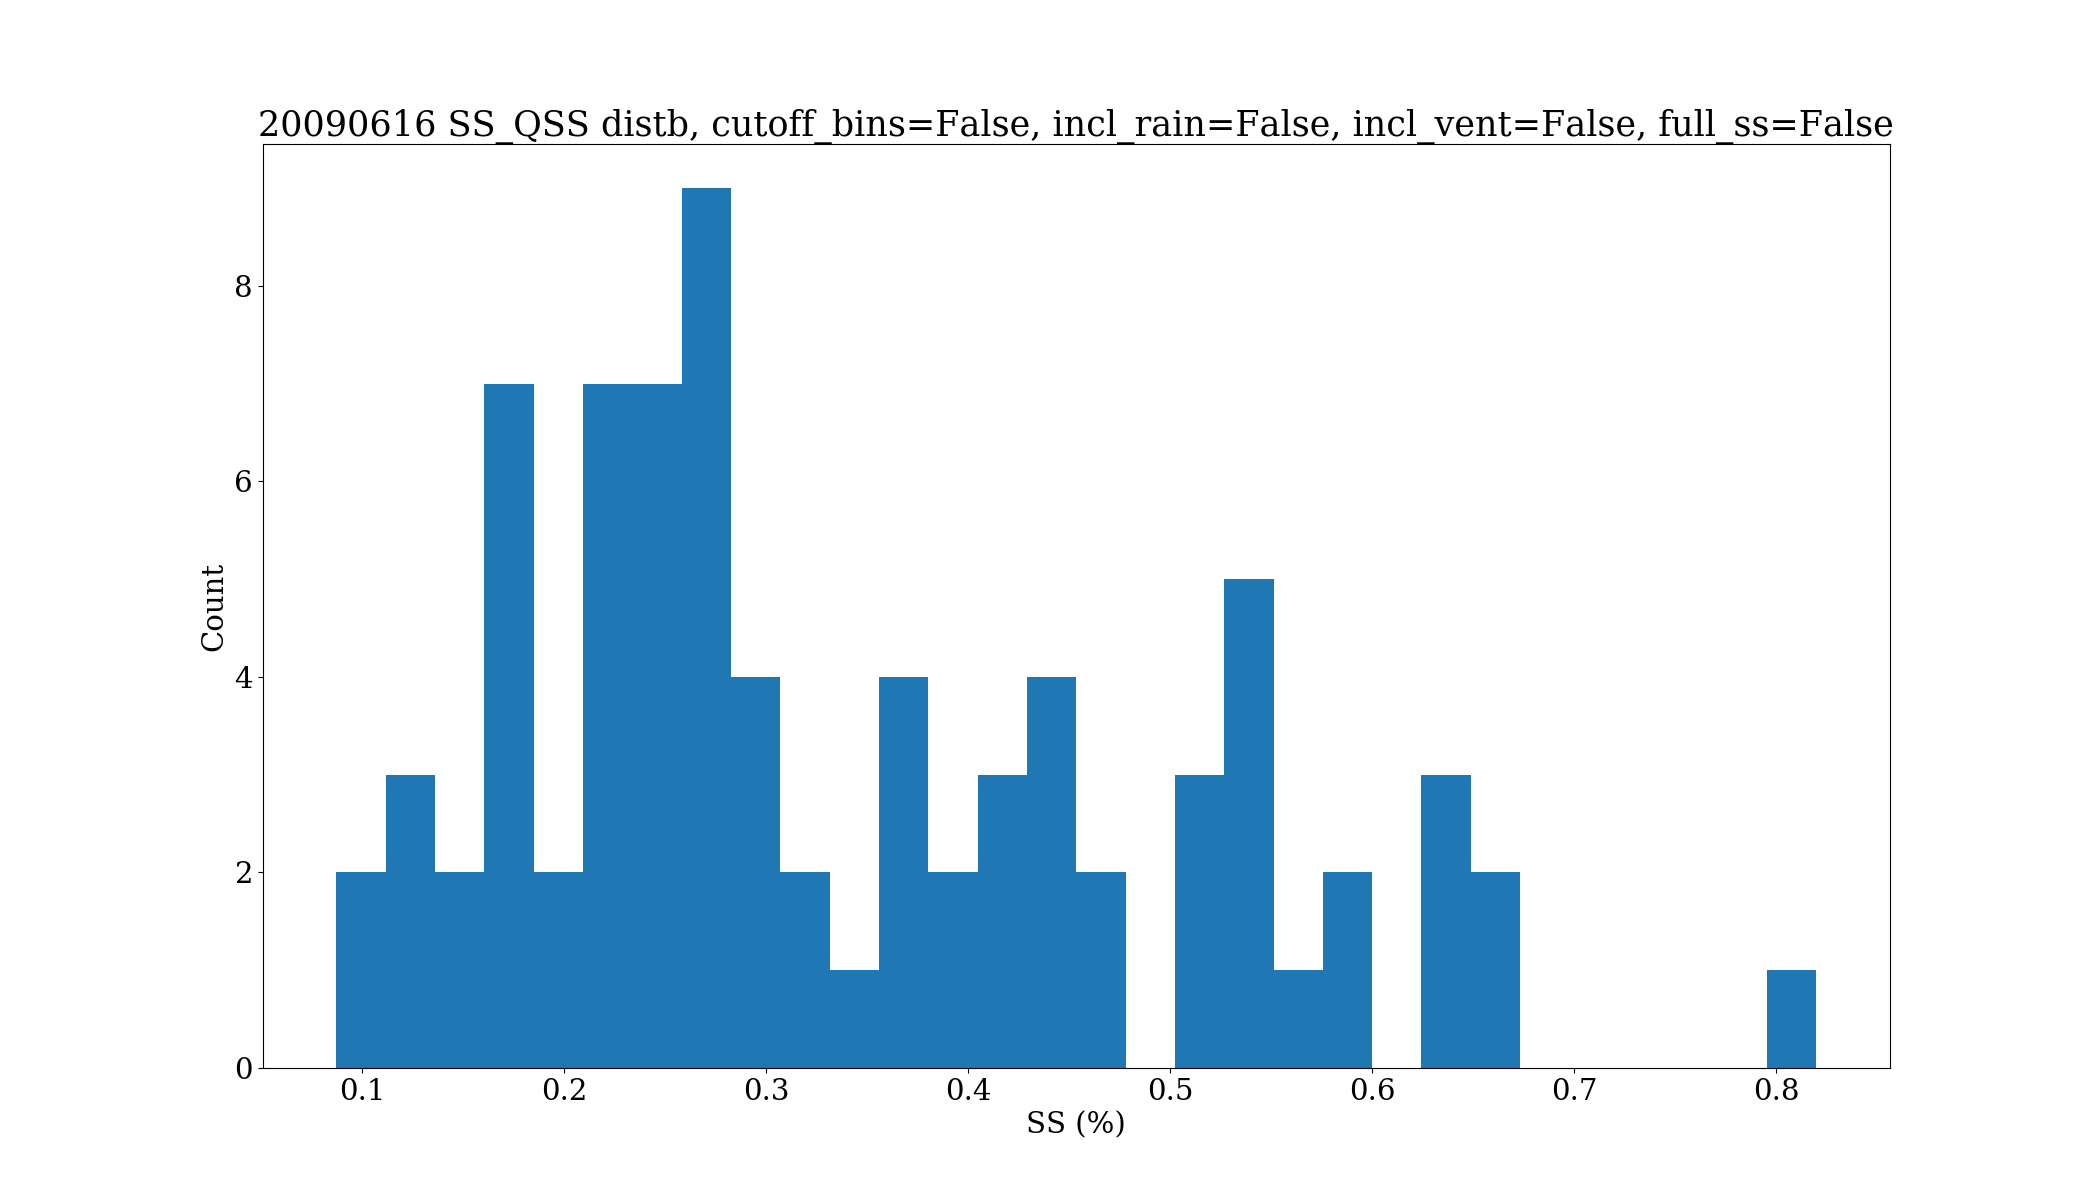 20090616 SS_QSS distb, cutoff_bins=False, incl_rain=False, incl_vent=False, full_ss=False
8
6
4
2
0
Count
0.1 0.2 0.3 0.4 0.5 0.6 0.7 0.8
SS (%)